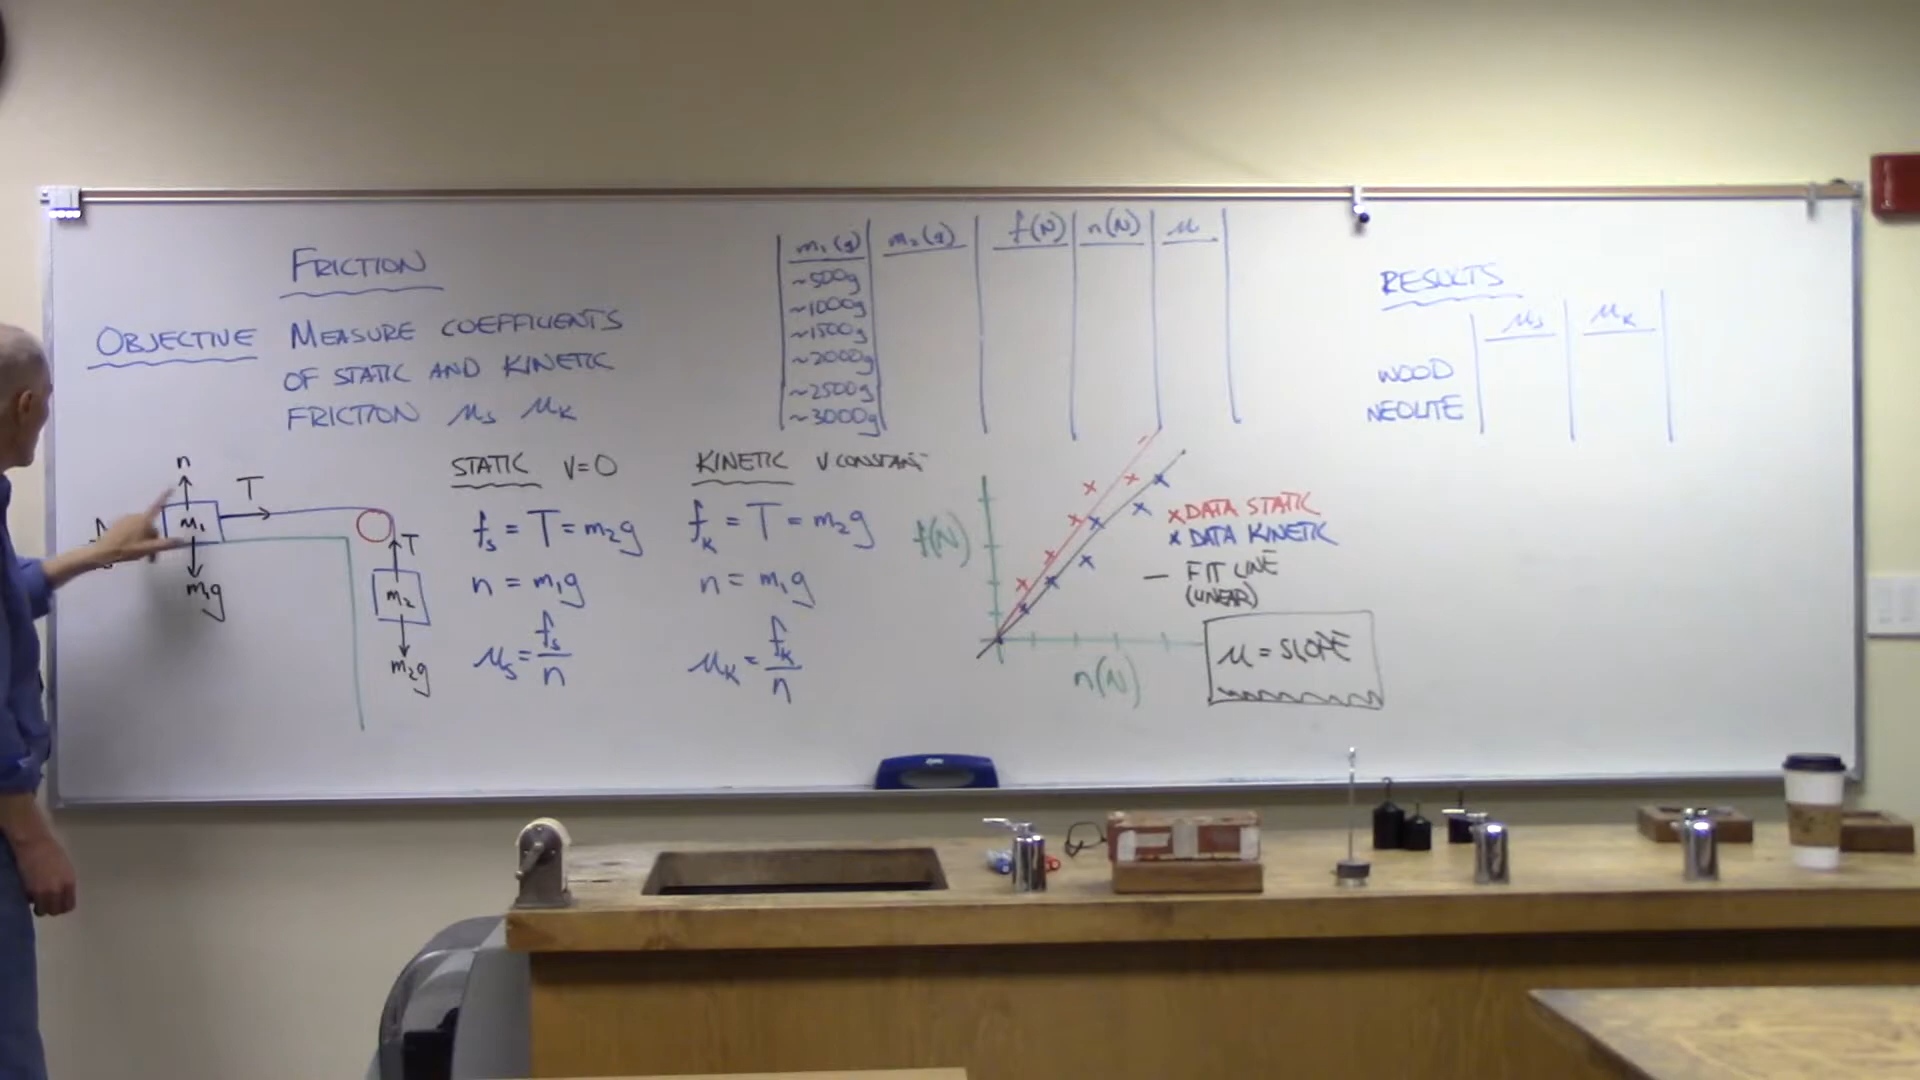 FRICTION
OBJECTIVE MEASURE COEFFICIENTS
OF STATIC AND KINETIC
FRICTION μs μk
n
T
m₁
m₁g
T
m₂
m₂g
STATIC V=0
fs = T = m₂g
n = m₁g
μs = fs/n
KINETIC V CONSTANT
fk = T = m₂g
n = m₁g
μk = fk/n
m₁(g) m₂(g) f(N) n(N) μ
~500g
~1000g
~1500g
~2000g
~2500g
~3000g
f(N)
n(N)
x DATA STATIC
x DATA KINETIC
— FIT LINE
(LINEAR)
μ = SLOPE
RESULTS
μs μk
WOOD
NEOLITE